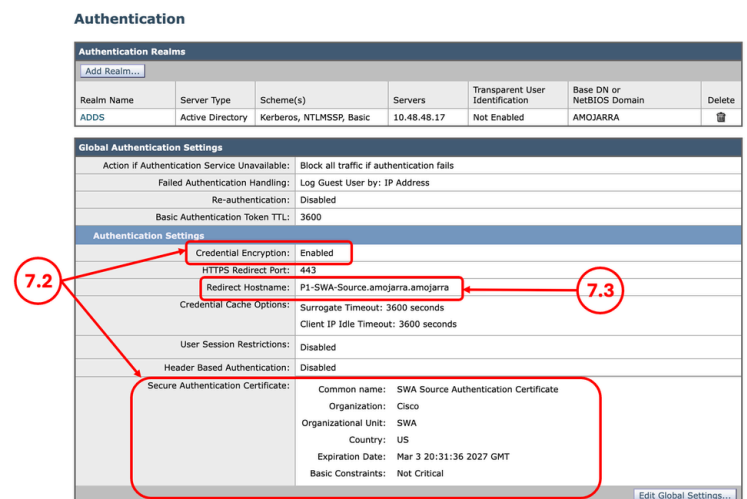 Authentication
Authentication Realms
Add Realm...
Realm Name Server Type Scheme(s) Servers Transparent User Identification Base DN or NetBIOS Domain Delete
ADDS Active Directory Kerberos, NTLMSSP, Basic 10.48.48.17 Not Enabled AMOJARRA
Global Authentication Settings
Action if Authentication Service Unavailable: Block all traffic if authentication fails
Failed Authentication Handling: Log Guest User by: IP Address
Re-authentication: Disabled
Basic Authentication Token TTL: 3600
Authentication Settings
Credential Encryption: Enabled
HTTPS Redirect Port: 443
7.2
Redirect Hostname: P1-SWA-Source.amojarra.amojarra
7.3
Credential Cache Options: Surrogate Timeout: 3600 seconds
Client IP Idle Timeout: 3600 seconds
User Session Restrictions: Disabled
Header Based Authentication: Disabled
Secure Authentication Certificate: Common name: SWA Source Authentication Certificate
Organization: Cisco
Organizational Unit: SWA
Country: US
Expiration Date: Mar 3 20:31:36 2027 GMT
Basic Constraints: Not Critical
Edit Global Settings...